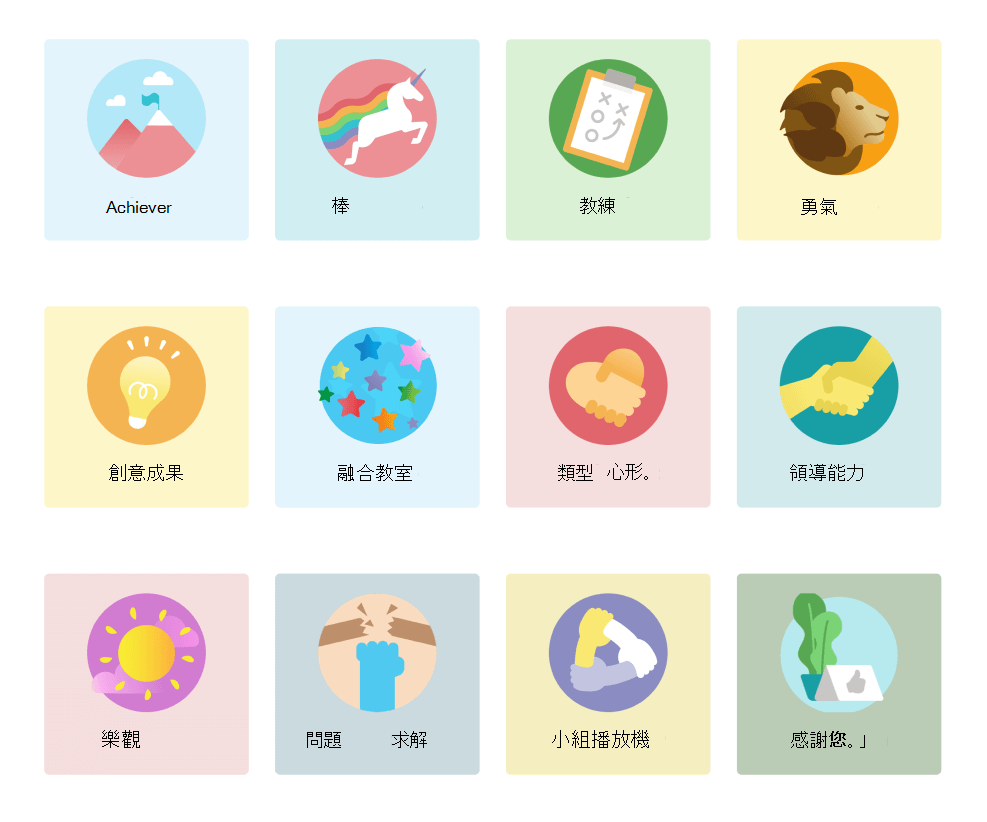 Achiever
棒
教練
勇氣
創意成果
融合教室
類型 心形。
領導能力
樂觀
問題 求解
小組播放機
感謝您。」